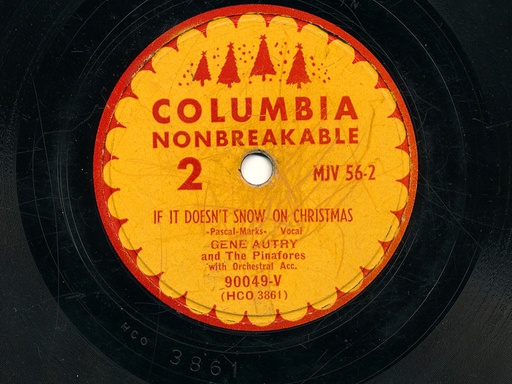 COLUMBIA
NONBREAKABLE
2
MJV 56-2
IF IT DOESN'T SNOW ON CHRISTMAS
-Pascal-Marks- Vocal
GENE AUTRY
and The Pinafores
with Orchestral Acc.
90049-V
(HCO 3861)
HCO 3861